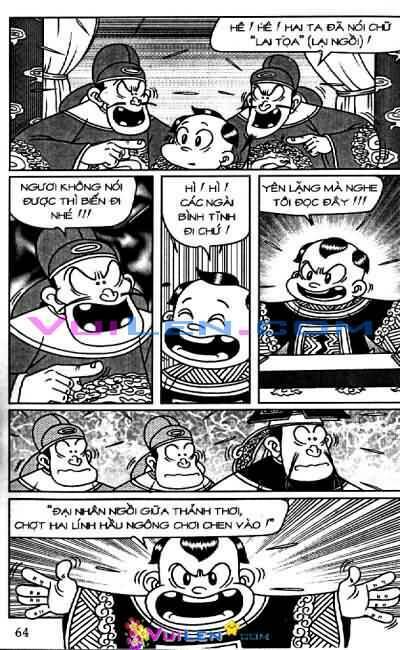 HÊ ! HÊ ! HAI TA ĐÃ NÓI CHỮ
"LAI TỌA" (LẠI NGỒI) !
NGƯƠI KHÔNG NÓI
ĐƯỢC THÌ BIẾN ĐI
NHÉ !!!
HÌ ! HÌ !
CÁC NGÀI
BÌNH TĨNH
ĐI CHỨ !
YÊN LẶNG MÀ NGHE
TÔI ĐỌC ĐÂY !!!
VUILEN.COM
"ĐẠI NHÂN NGỒI GIỮA THẢNH THƠI,
CHỢT HAI LÍNH HẦU NGÔNG CHƠI CHEN VÀO !"
64
VUILEN.COM